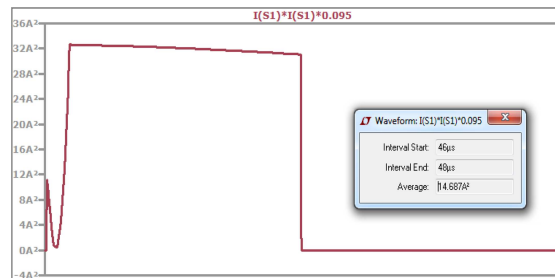 I(S1)*I(S1)*0.095
36A²
32A²
28A²
24A²
20A²
16A²
12A²
8A²
4A²
0A²
-4A²
Waveform: I(S1)*I(S1)*0.095
x
Interval Start: 46µs
Interval End: 48µs
Average: 14.687A²